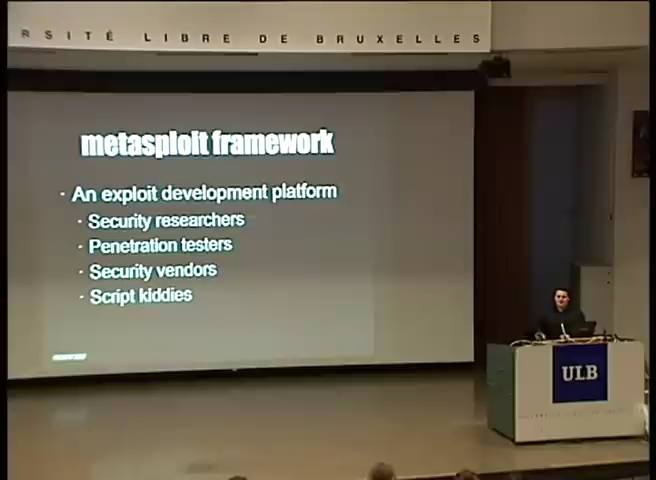 RSITÉ LIBRE DE BRUXELLES
metasploit framework
· An exploit development platform
· Security researchers
· Penetration testers
· Security vendors
· Script kiddies
ULB